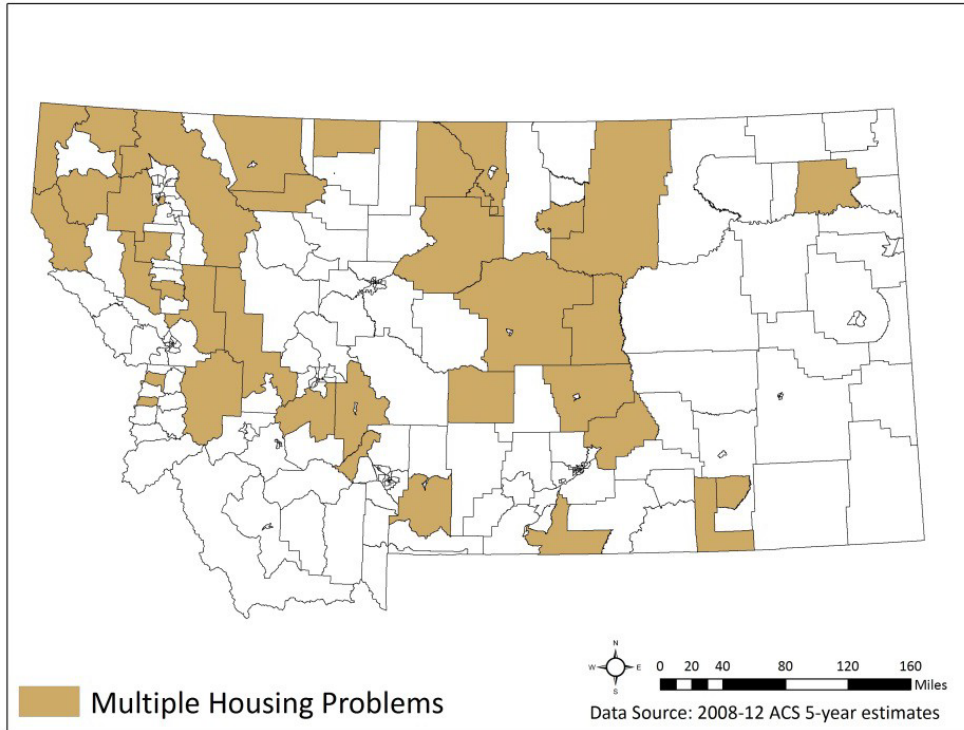 N
W E
S
0 20 40 80 120 160
Miles
Multiple Housing Problems
Data Source: 2008-12 ACS 5-year estimates